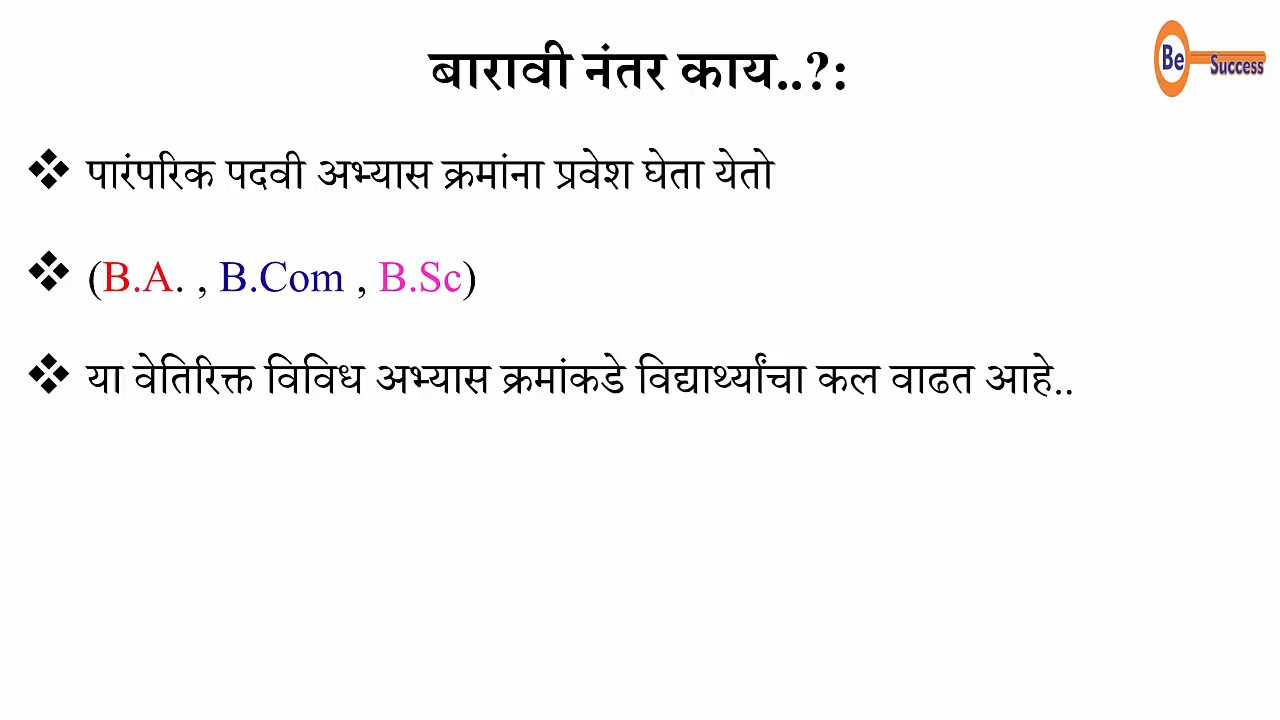 बारावी नंतर काय..?:
Be Success
❖ पारंपरिक पदवी अभ्यास क्रमांना प्रवेश घेता येतो
❖ (B.A. , B.Com , B.Sc)
❖ या वेतिरिक्त विविध अभ्यास क्रमांकडे विद्यार्थ्यांचा कल वाढत आहे..